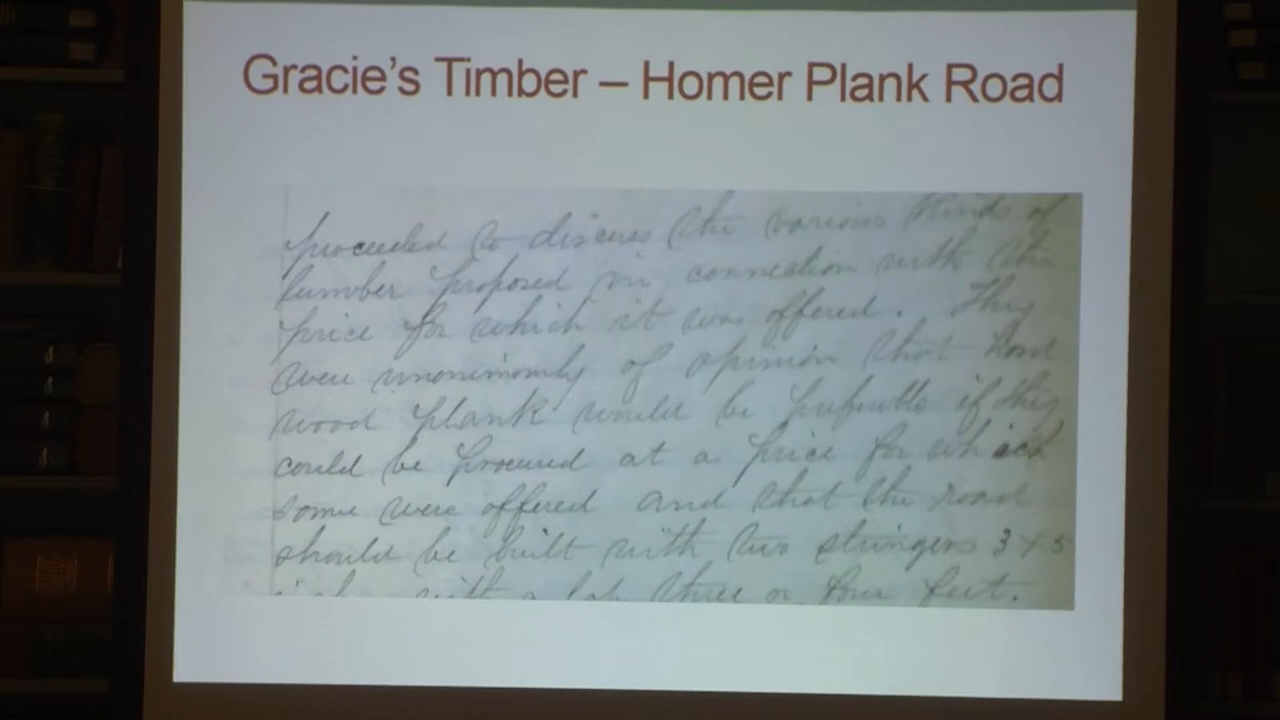 Gracie's Timber – Homer Plank Road
proceeded to discuss the various kinds of
lumber proposed in connection with the
price for which it was offered. They
were unonimously of opinion that hard
wood plank would be if they
could be procured at a price for which
some were offered and that the road
should be built with two stringers 3 x 5
with a lap three or four feet.